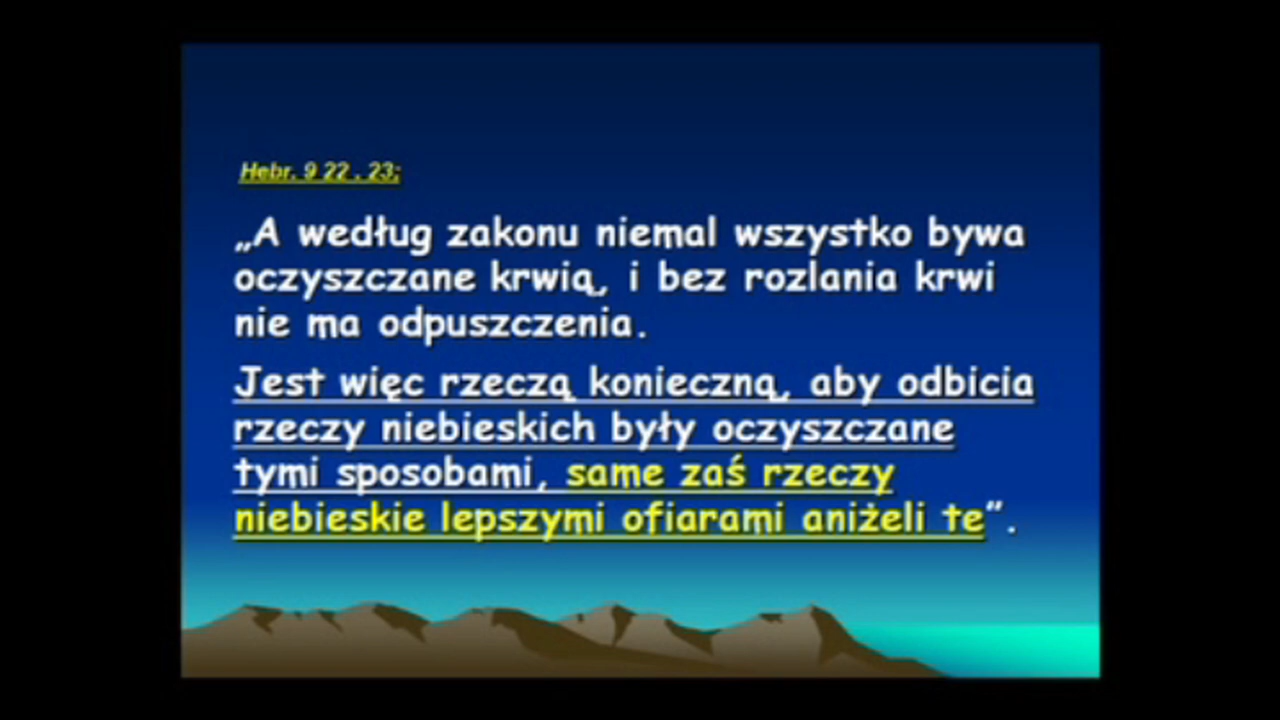 Hebr. 9 22 . 23;
„A według zakonu niemal wszystko bywa
oczyszczane krwią, i bez rozlania krwi
nie ma odpuszczenia.
Jest więc rzeczą konieczną, aby odbicia
rzeczy niebieskich były oczyszczane
tymi sposobami, same zaś rzeczy
niebieskie lepszymi ofiarami aniżeli te”.